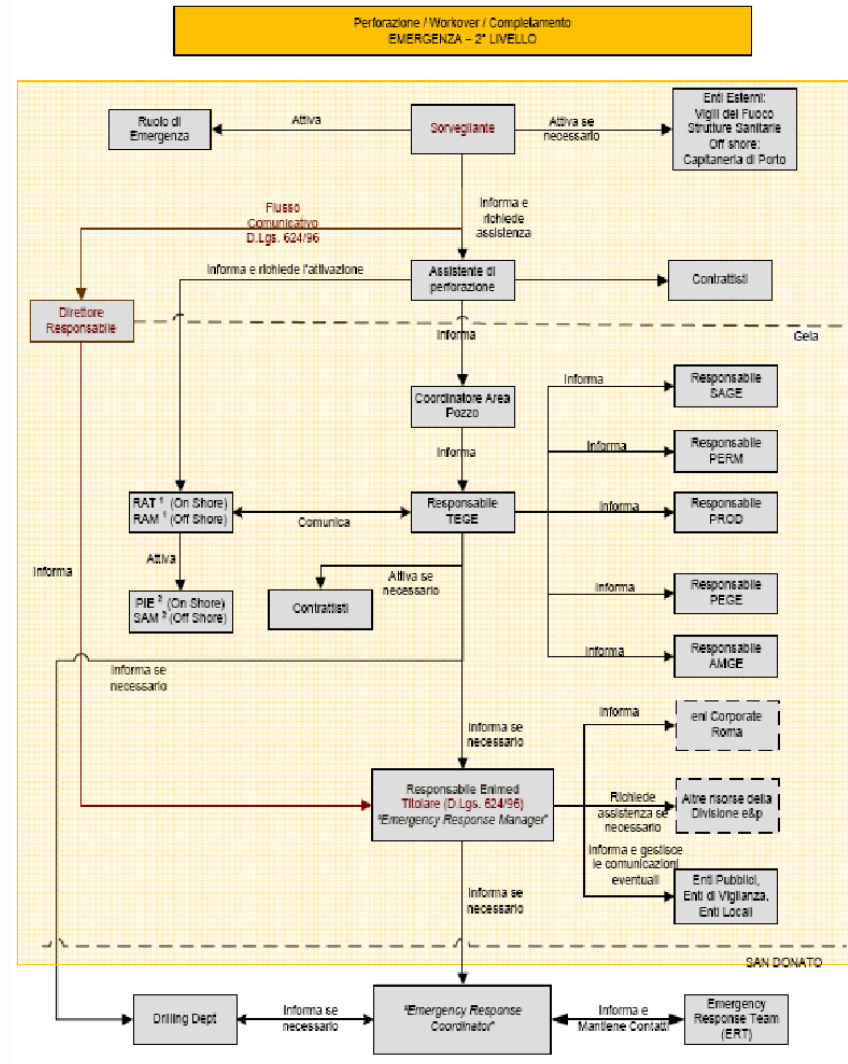 Perforazione / Workover / Completamento
EMERGENZA – 2° LIVELLO
Ruolo di
Emergenza
Attiva
Sorvegliante
Attiva se
necessario
Enti Esterni:
Vigili del Fuoco
Strutture Sanitarie
Off shore:
Capitaneria di Porto
Flusso
Comunicativo
D.Lgs. 624/96
Informa e
richiede
assistenza
Informa e richiede l'attivazione
Assistente di
perforazione
Contrattisti
Direttore
Responsabile
Informa
Gela
Coordinatore Area
Pozzo
Informa
Responsabile
SAGE
Informa
Informa
Responsabile
PERM
RAT 1 (On Shore)
RAM 1 (Off Shore)
Comunica
Responsabile
TEGE
Informa
Responsabile
PROD
Attiva
Informa
Attiva se
necessario
PIE 2 (On Shore)
SAM 2 (Off Shore)
Contrattisti
Informa
Responsabile
PEGE
Informa
Responsabile
AMGE
Informa se
necessario
Informa se
necessario
Informa
eni Corporate
Roma
Responsabile Enimed
Titolare (D.Lgs. 624/96)
"Emergency Response Manager"
Richiede
assistenza se
necessario
Altre risorse della
Divisione e&p
Informa e gestisce
le comunicazioni
eventuali
Enti Pubblici,
Enti di Vigilanza,
Enti Locali
Informa se
necessario
SAN DONATO
Drilling Dept
Informa se
necessario
"Emergency Response
Coordinator"
Informa e
Mantiene Contatti
Emergency
Response Team
(ERT)